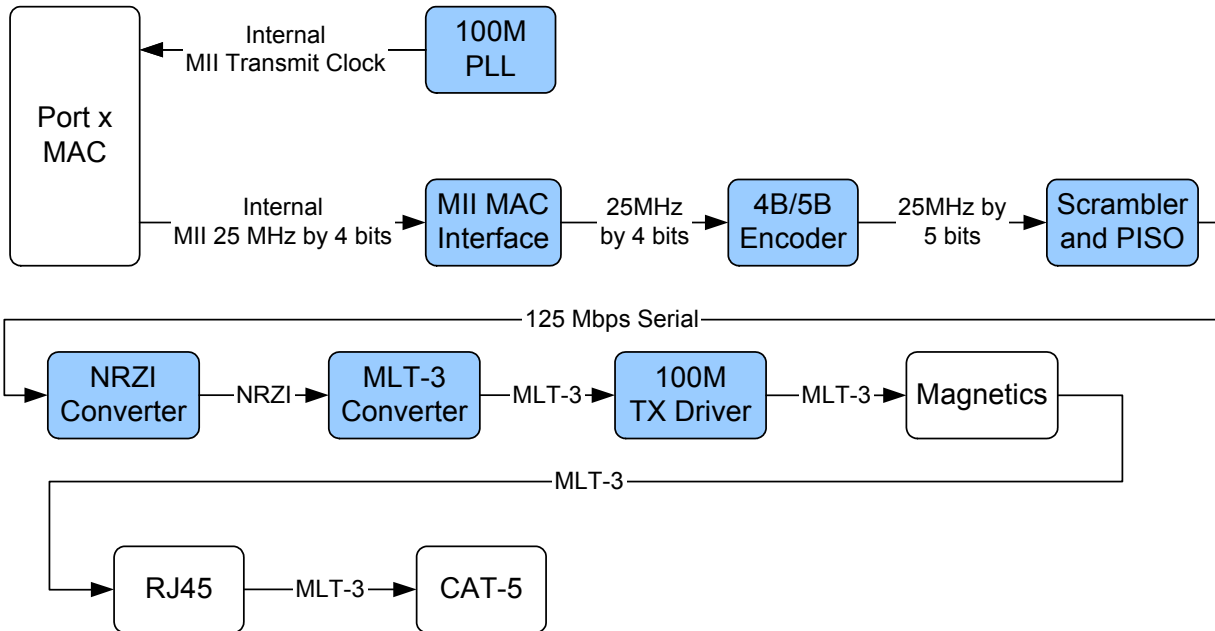 Internal
MII Transmit Clock
100M
PLL
Port x
MAC
Internal
MII 25 MHz by 4 bits
MII MAC
Interface
25MHz
by 4 bits
4B/5B
Encoder
25MHz by
5 bits
Scrambler
and PISO
125 Mbps Serial
NRZI
Converter
NRZI
MLT-3
Converter
MLT-3
100M
TX Driver
MLT-3
Magnetics
MLT-3
RJ45
MLT-3
CAT-5